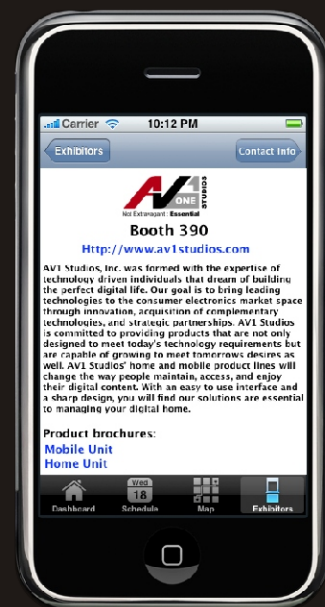 Carrier 10:12 PM
Exhibitors Contact Info
AV1
ONE
STUDIOS
Not Extravagant: Essential
Booth 390
Http://www.av1studios.com
AV1 Studios, Inc. was formed with the expertise of
technology driven individuals that dream of building
the perfect digital life. Our goal is to bring leading
technologies to the consumer electronics market space
through innovation, acquisition of complementary
technologies, and strategic partnerships. AV1 Studios
is committed to providing products that are not only
designed to meet today's technology requirements but
are capable of growing to meet tomorrows desires as
well. AV1 Studios' home and mobile product lines will
change the way people maintain, access, and enjoy
their digital content. With an easy to use interface and
a sharp design, you will find our solutions are essential
to managing your digital home.
Product brochures:
Mobile Unit
Home Unit
Wed
18
Dashboard Schedule Map Exhibitors